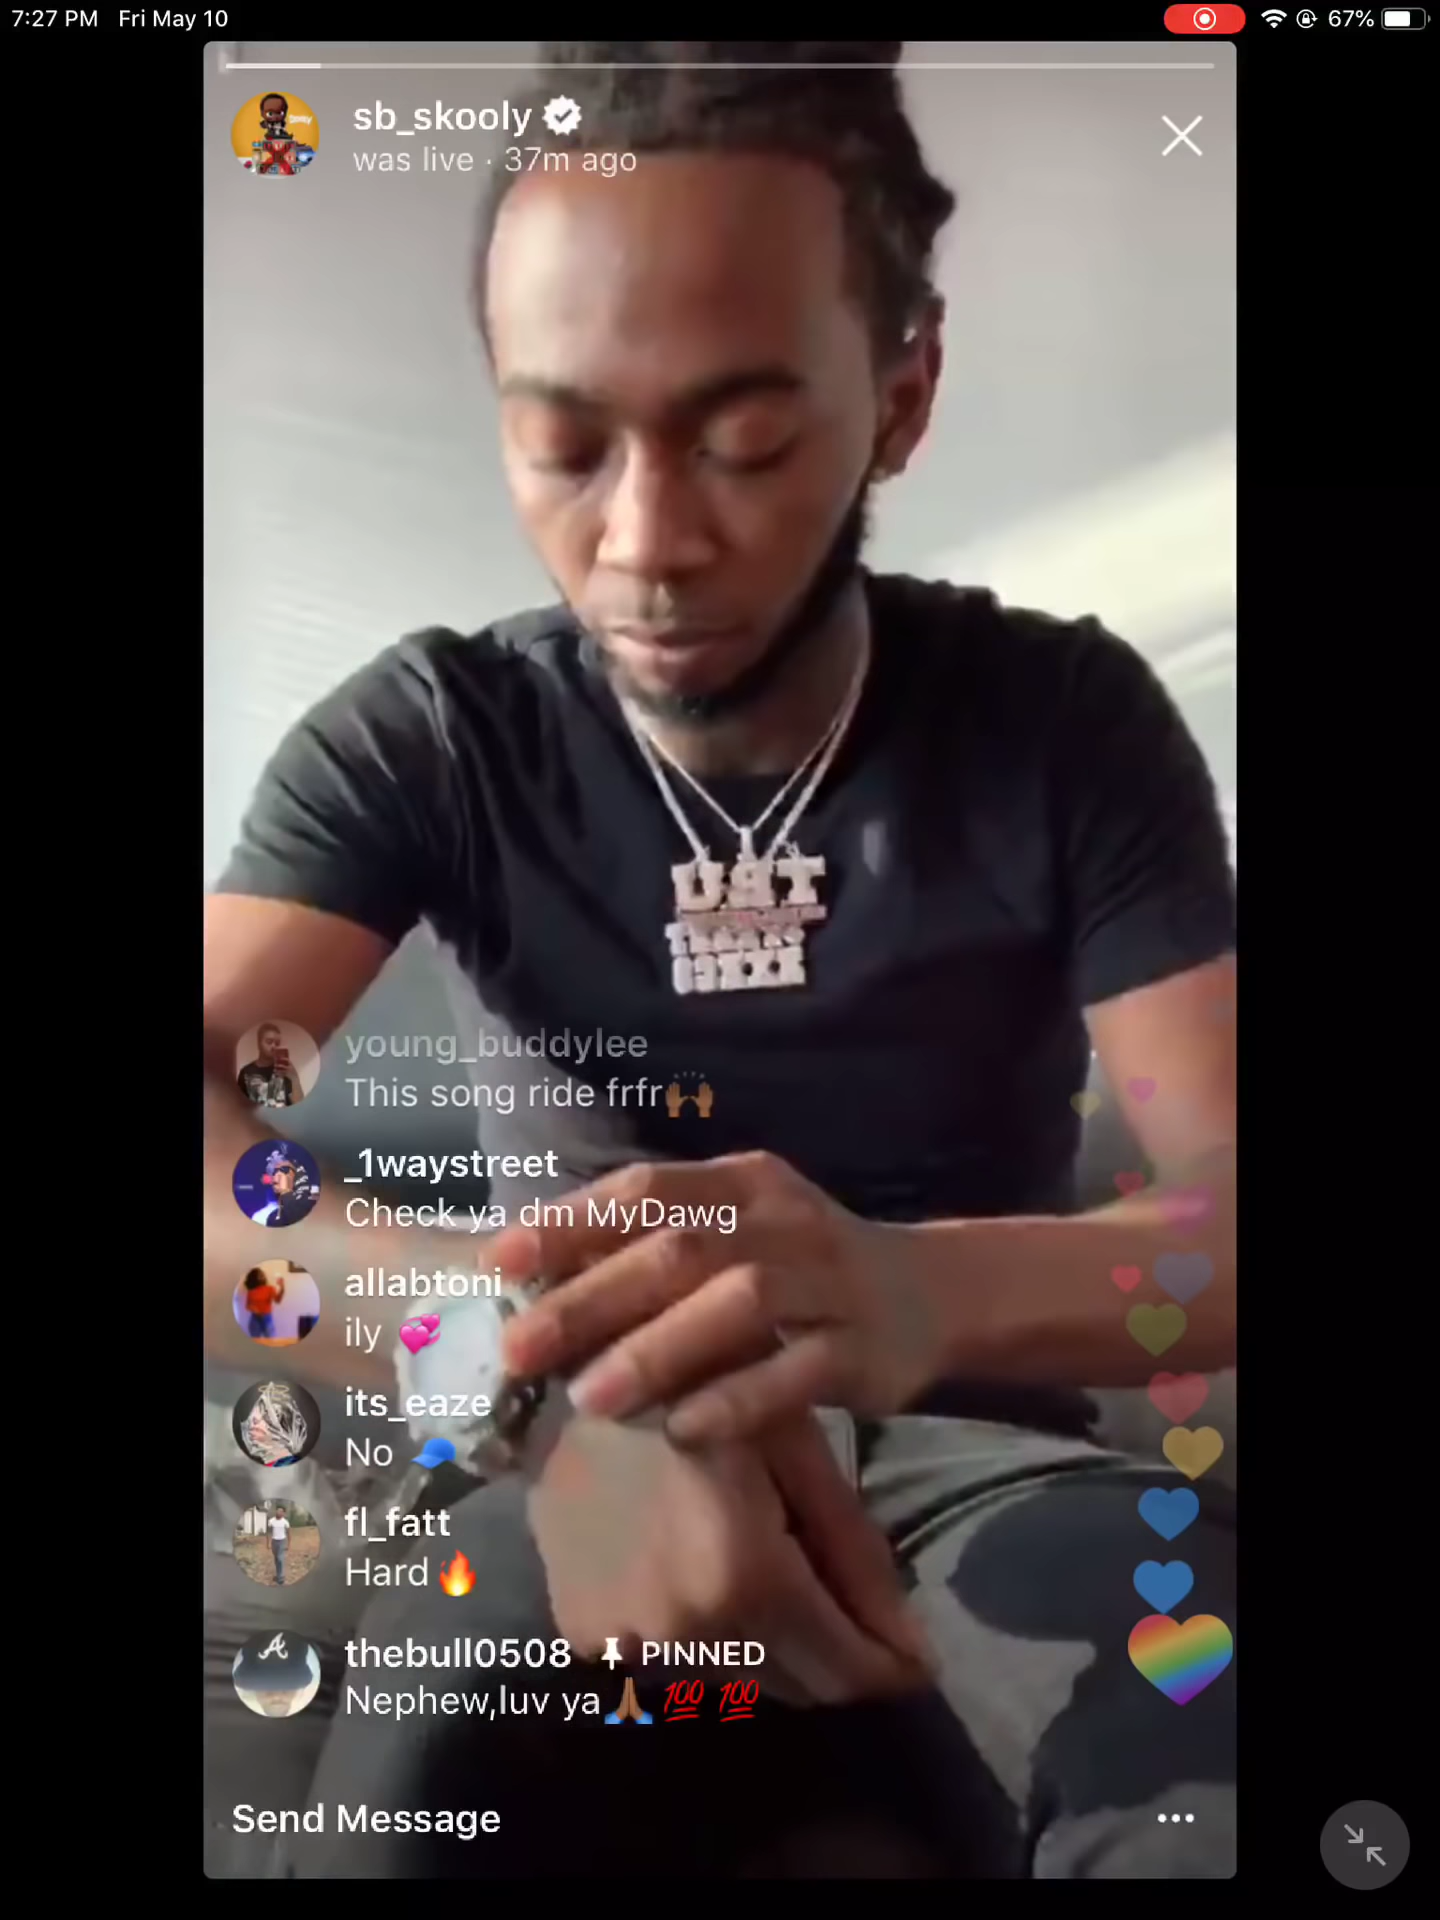 7:27 PM Fri May 10
67%
sb_skooly
was live · 37m ago
young_buddylee
This song ride frfr🙌🏾
_1waystreet
Check ya dm MyDawg
allabtoni
ily 💞
its_eaze
No 🧢
fl_fatt
Hard🔥
thebull0508 📌 PINNED
Nephew,luv ya🙏🏾💯💯
Send Message